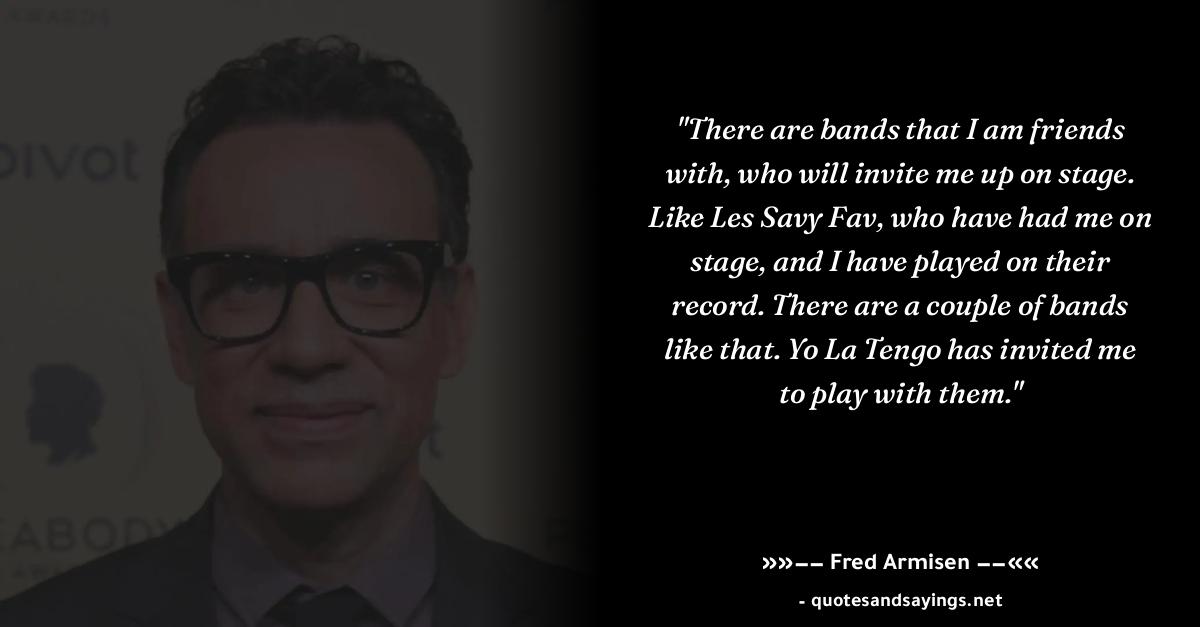 AWARDS
pivot
"There are bands that I am friends
with, who will invite me up on stage.
Like Les Savy Fav, who have had me on
stage, and I have played on their
record. There are a couple of bands
like that. Yo La Tengo has invited me
to play with them."
t
EABODY
»»−− Fred Armisen −−««
- quotesandsayings.net